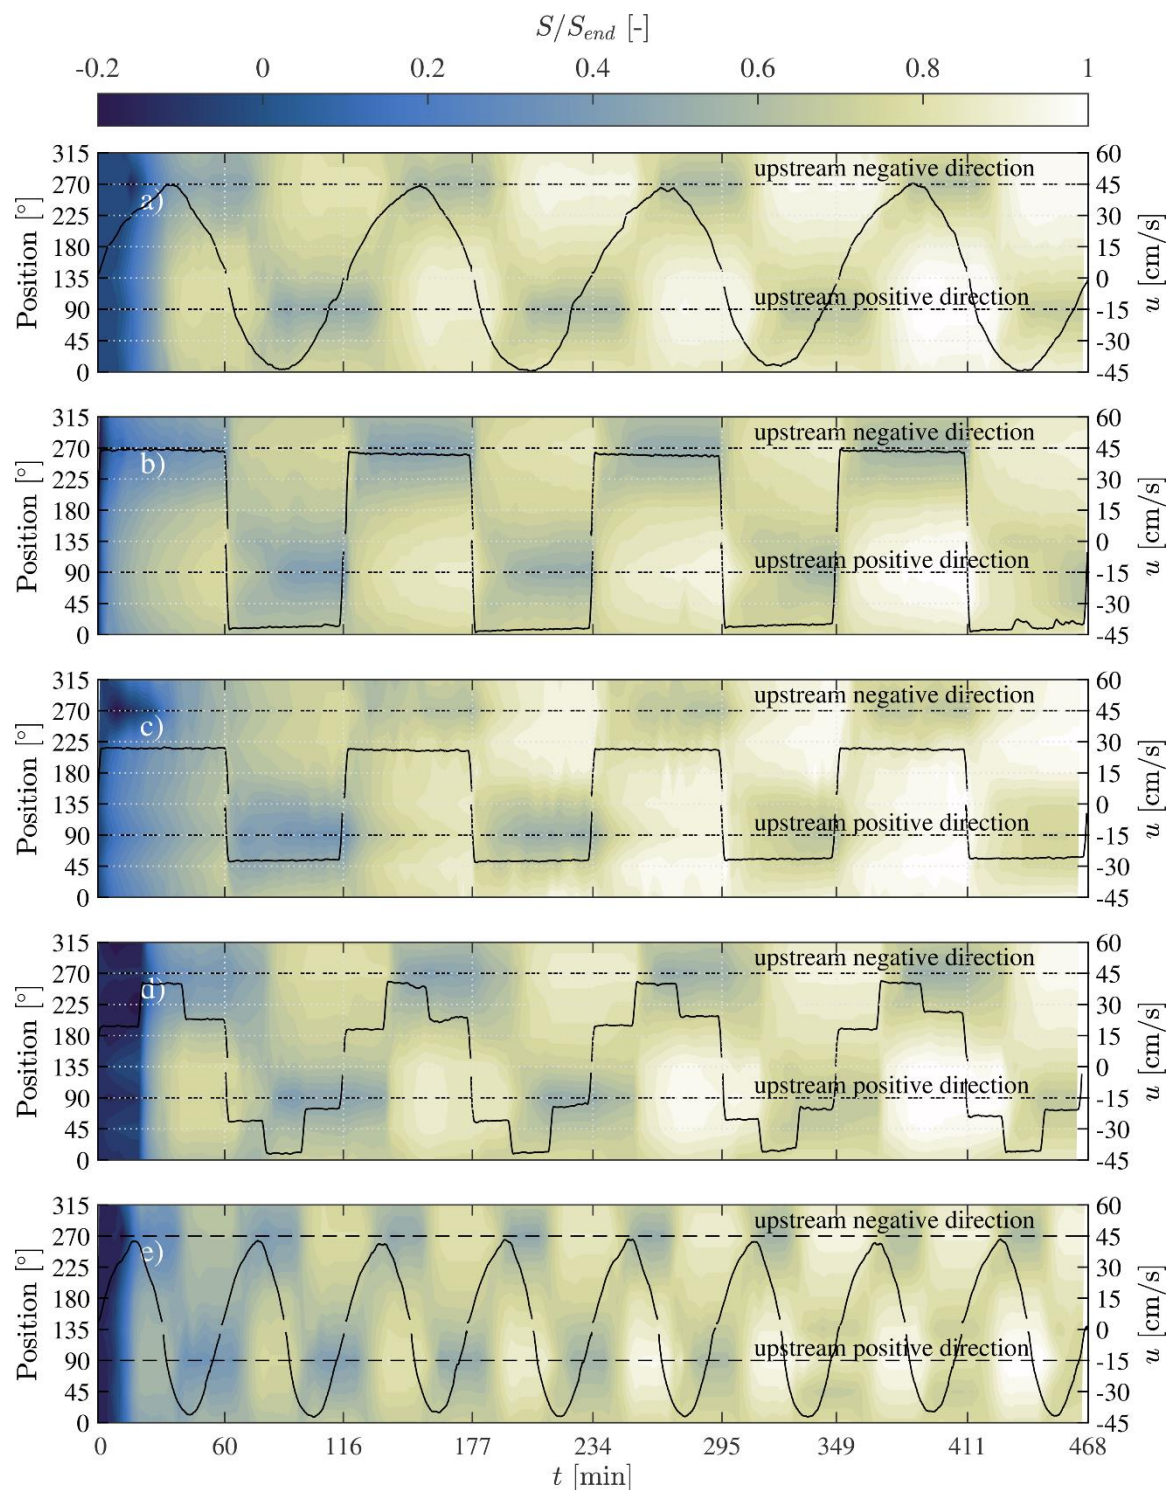 S/S_end [-]
-0.2 0 0.2 0.4 0.6 0.8 1
Position [°]
315
270
225
180
135
90
45
0
a)
upstream negative direction
upstream positive direction
60
45
30
15
0
-15
-30
-45
u [cm/s]
Position [°]
315
270
225
180
135
90
45
0
b)
upstream negative direction
upstream positive direction
60
45
30
15
0
-15
-30
-45
u [cm/s]
Position [°]
315
270
225
180
135
90
45
0
c)
upstream negative direction
upstream positive direction
60
45
30
15
0
-15
-30
-45
u [cm/s]
Position [°]
315
270
225
180
135
90
45
0
d)
upstream negative direction
upstream positive direction
60
45
30
15
0
-15
-30
-45
u [cm/s]
Position [°]
315
270
225
180
135
90
45
0
e)
upstream negative direction
upstream positive direction
60
45
30
15
0
-15
-30
-45
u [cm/s]
0 60 116 177 234 295 349 411 468
t [min]